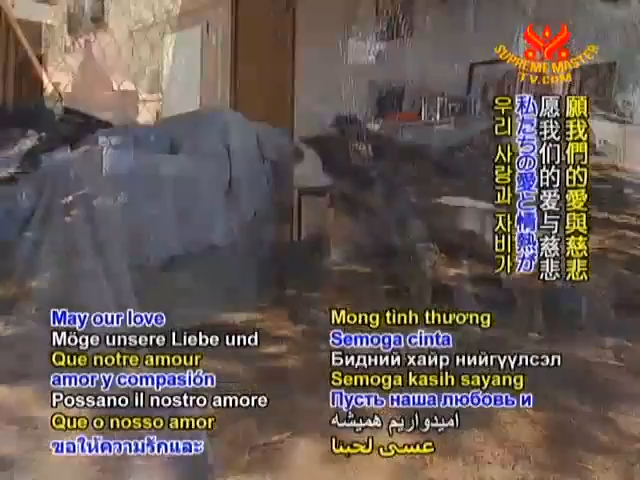 SUPREME MASTER
TV.COM
願我們的愛與慈悲
愿我们的爱与慈悲
私たちの愛と情熱が
우리 사랑과 자비가
May our love
Möge unsere Liebe und
Que notre amour
amor y compasión
Possano il nostro amore
Que o nosso amor
ขอให้ความรักและ
Mong tình thương
Semoga cinta
Бидний хайр нийгүүлсэл
Semoga kasih sayang
Пусть наша любовь и
امیدواریم همیشه
عسى لحبنا